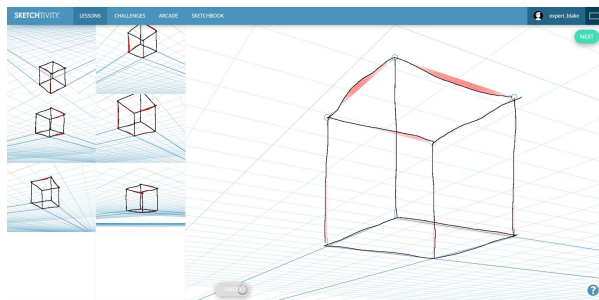 SKETCHTIVITY LESSONS CHALLENGES ARCADE SKETCHBOOK expert_blake
NEXT
UNDO
?